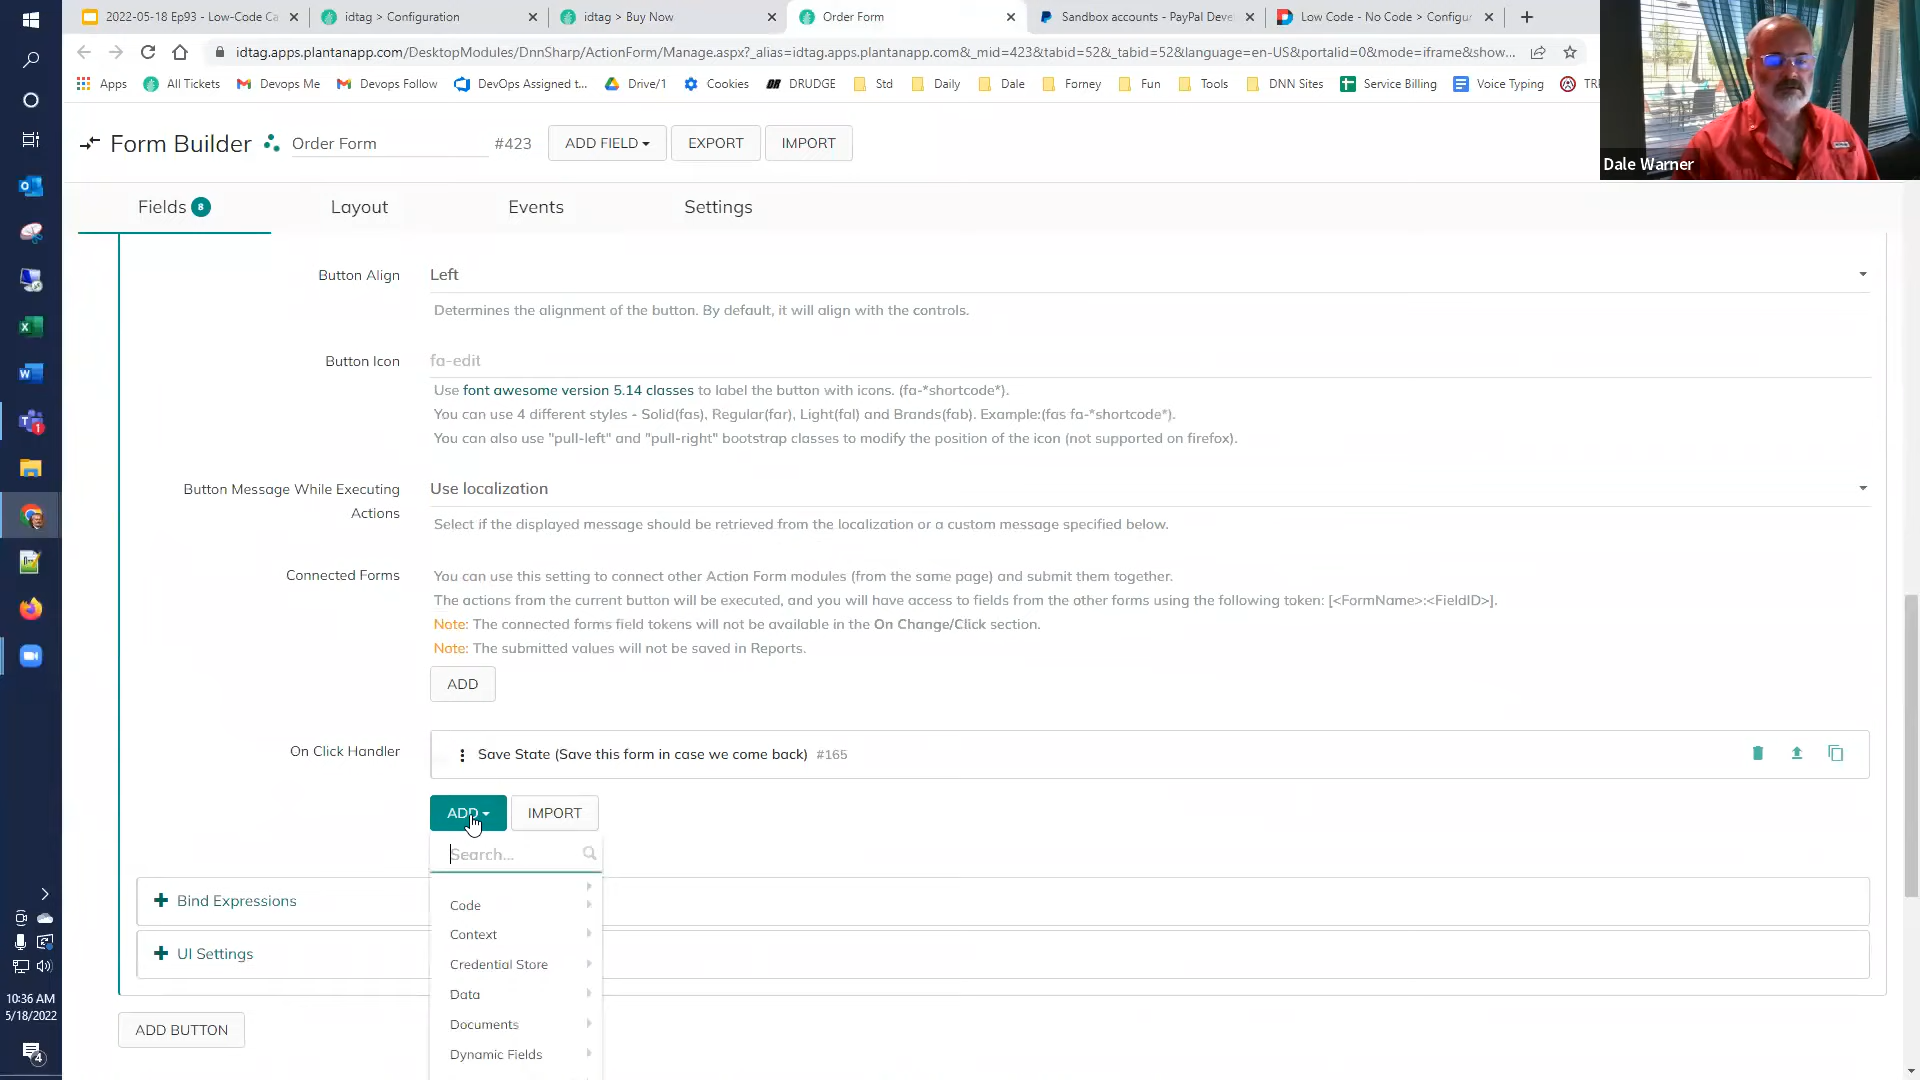 2022-05-18 Ep93 - Low-Code Ca
idtag > Configuration
idtag > Buy Now
Order Form
Sandbox accounts - PayPal Deve
Low Code - No Code > Configu
idtag.apps.plantanapp.com/DesktopModules/DnnSharp/ActionForm/Manage.aspx?_alias=idtag.apps.plantanapp.com&_mid=423&tabid=52&_tabid=52&language=en-US&portalid=0&mode=iframe&show...
Apps
All Tickets
Devops Me
Devops Follow
DevOps Assigned t...
Drive/1
Cookies
DRUDGE
Std
Daily
Dale
Forney
Fun
Tools
DNN Sites
Service Billing
Voice Typing
TRE
Dale Warner
Form Builder
Order Form
#423
ADD FIELD
EXPORT
IMPORT
Fields 8
Layout
Events
Settings
Button Align
Left
Determines the alignment of the button. By default, it will align with the controls.
Button Icon
fa-edit
Use font awesome version 5.14 classes to label the button with icons. (fa-*shortcode*).
You can use 4 different styles - Solid(fas), Regular(far), Light(fal) and Brands(fab). Example:(fas fa-*shortcode*).
You can also use "pull-left" and "pull-right" bootstrap classes to modify the position of the icon (not supported on firefox).
Button Message While Executing
Actions
Use localization
Select if the displayed message should be retrieved from the localization or a custom message specified below.
Connected Forms
You can use this setting to connect other Action Form modules (from the same page) and submit them together.
The actions from the current button will be executed, and you will have access to fields from the other forms using the following token: [<FormName>:<FieldID>].
Note: The connected forms field tokens will not be available in the On Change/Click section.
Note: The submitted values will not be saved in Reports.
ADD
On Click Handler
Save State (Save this form in case we come back) #165
ADD
IMPORT
Search...
Code
Context
Credential Store
Data
Documents
Dynamic Fields
Bind Expressions
UI Settings
ADD BUTTON
10:36 AM
5/18/2022
4
1